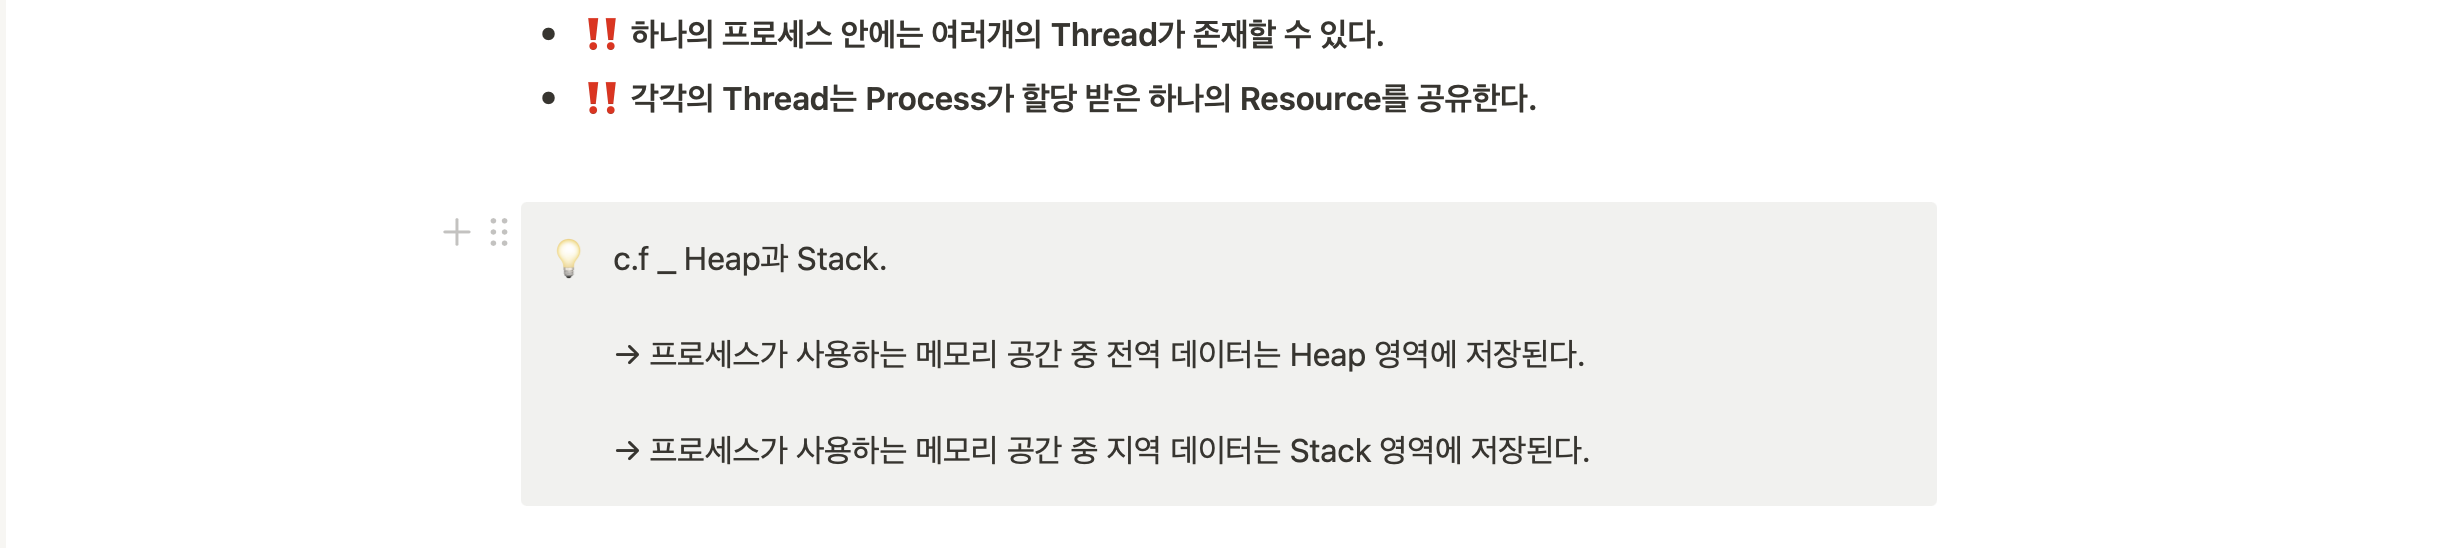 • ‼️ 하나의 프로세스 안에는 여러개의 Thread가 존재할 수 있다.
• ‼️ 각각의 Thread는 Process가 할당 받은 하나의 Resource를 공유한다.
💡 c.f _ Heap과 Stack.
→ 프로세스가 사용하는 메모리 공간 중 전역 데이터는 Heap 영역에 저장된다.
→ 프로세스가 사용하는 메모리 공간 중 지역 데이터는 Stack 영역에 저장된다.